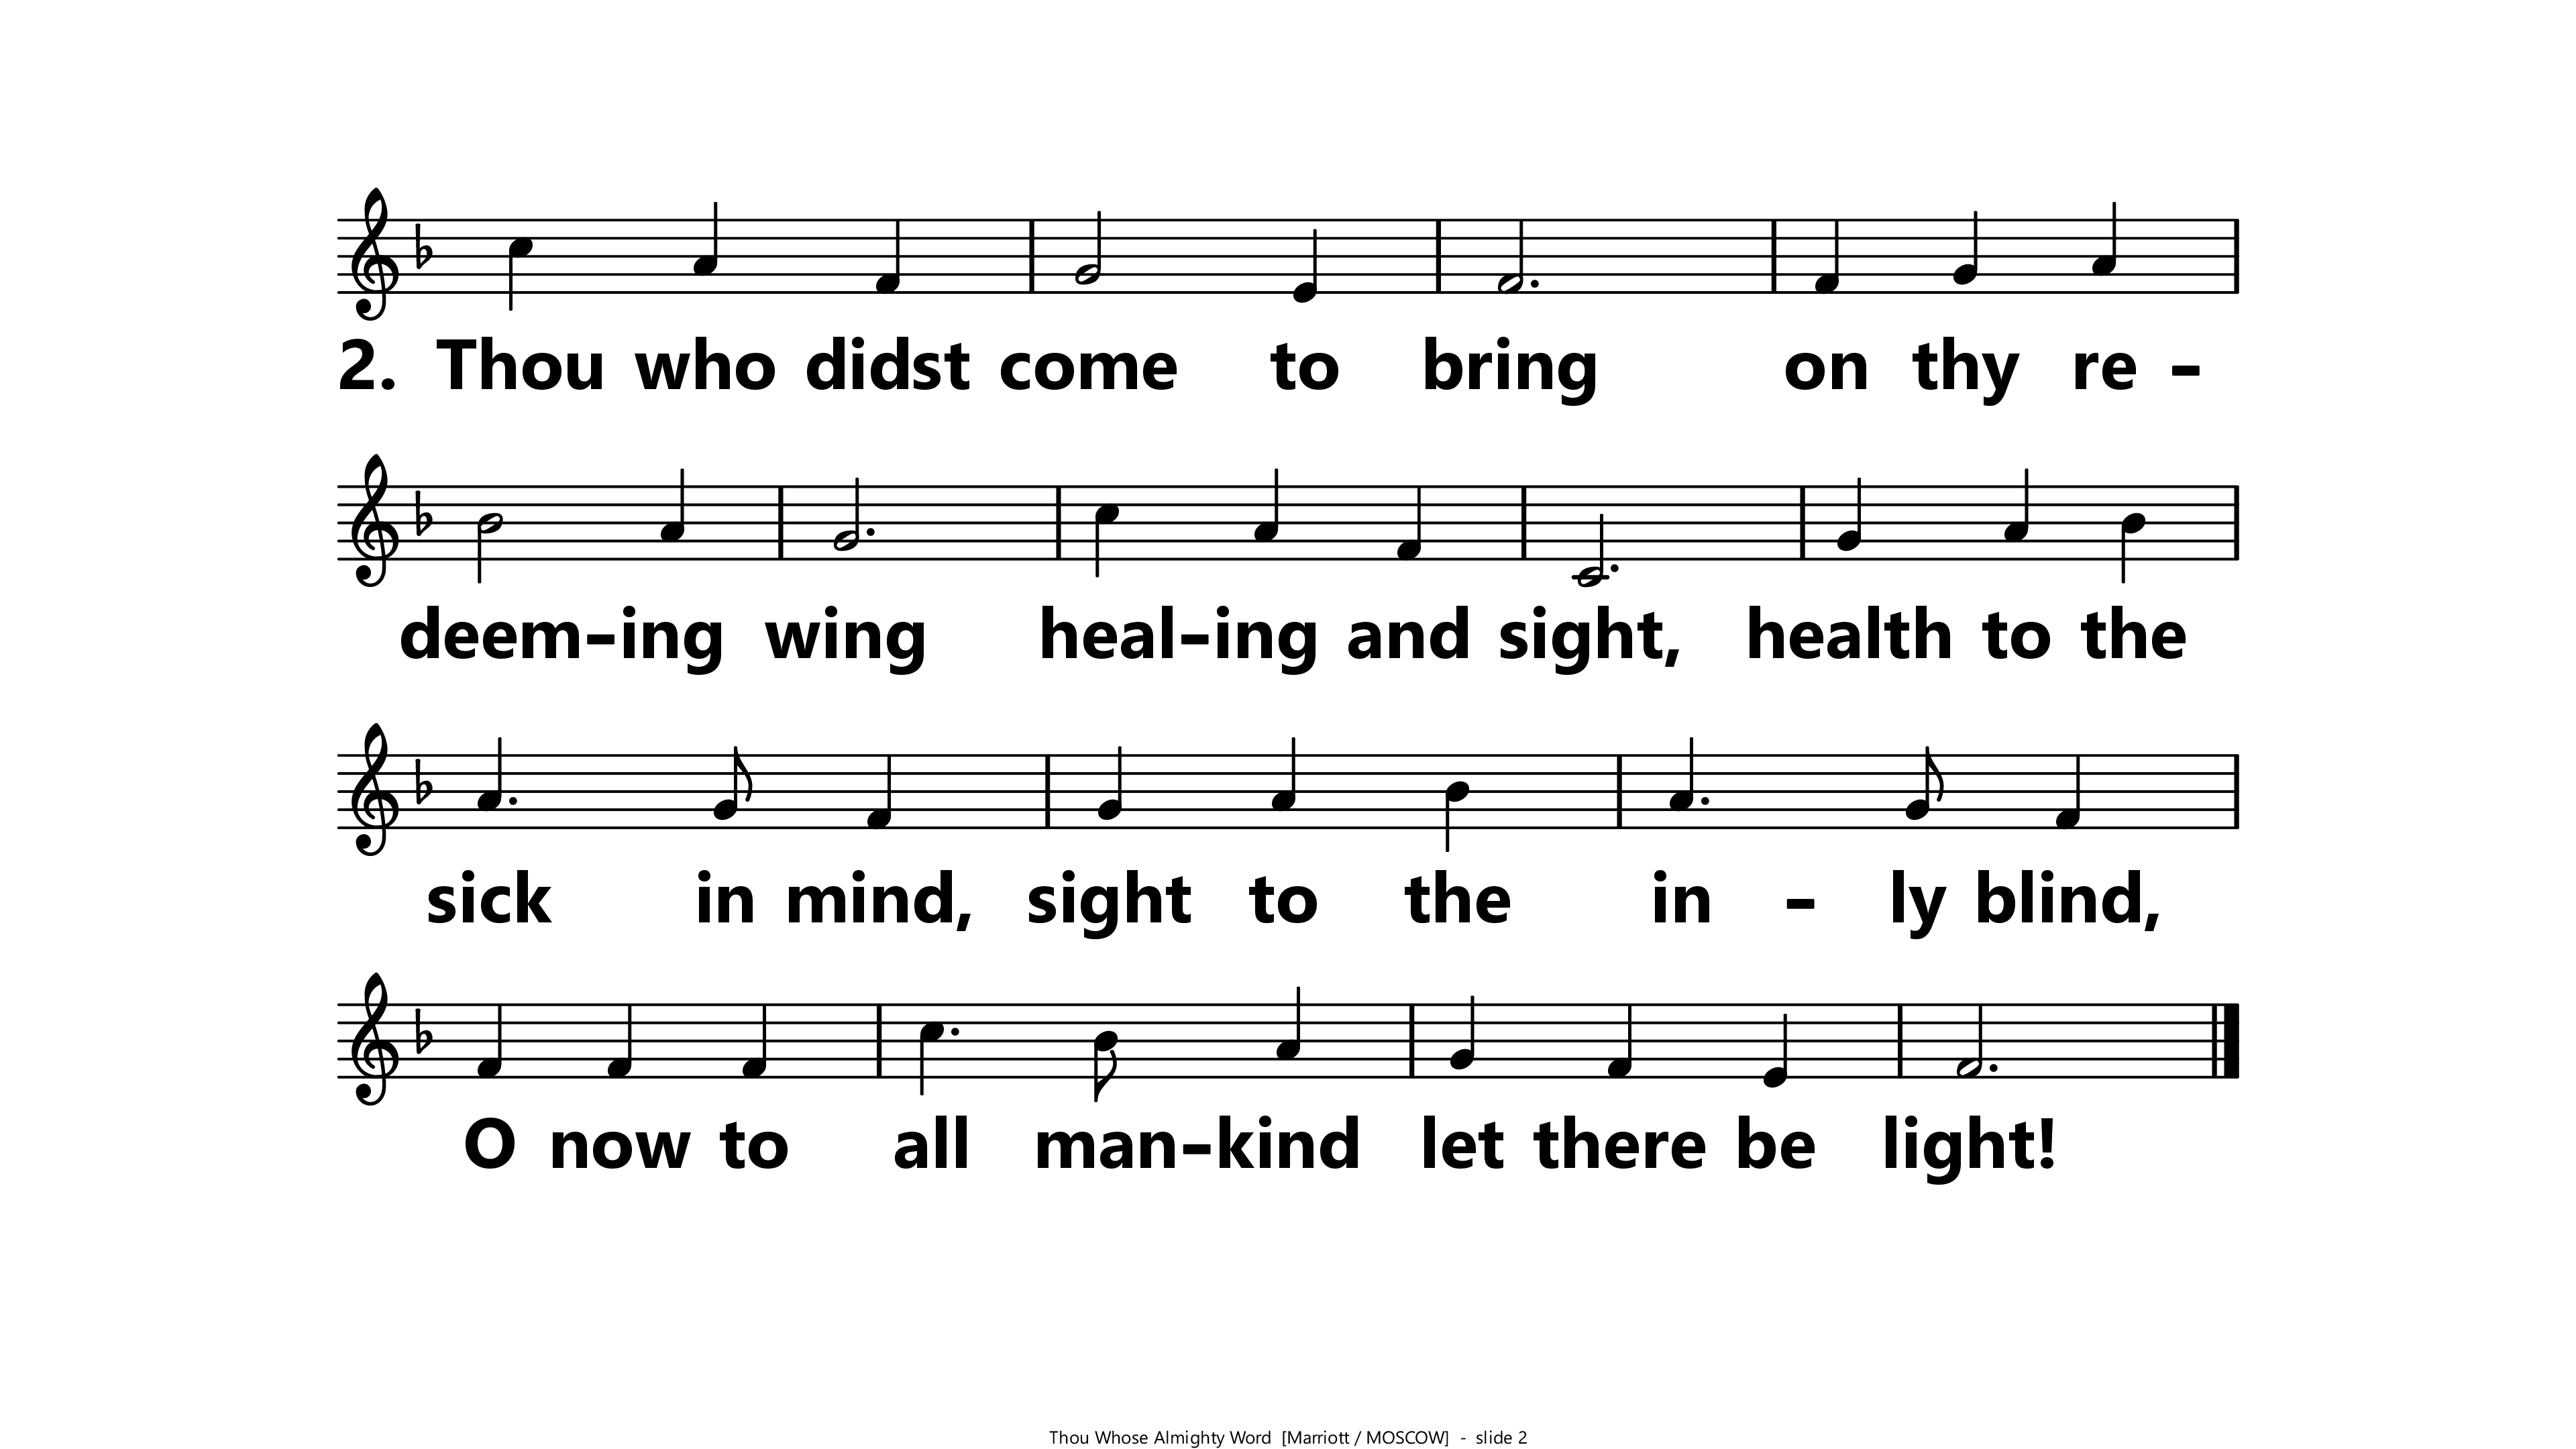 2. Thou who didst come to bring on thy re -
deem-ing wing heal-ing and sight, health to the
sick in mind, sight to the in - ly blind,
O now to all man-kind let there be light!
Thou Whose Almighty Word [Marriott / MOSCOW] - slide 2